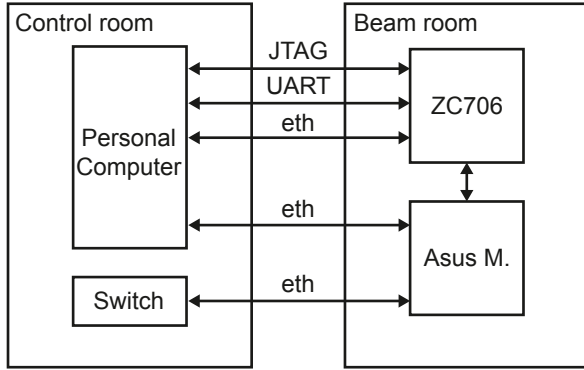 Control room
Beam room
JTAG
UART
eth
Personal
Computer
ZC706
eth
Asus M.
Switch
eth